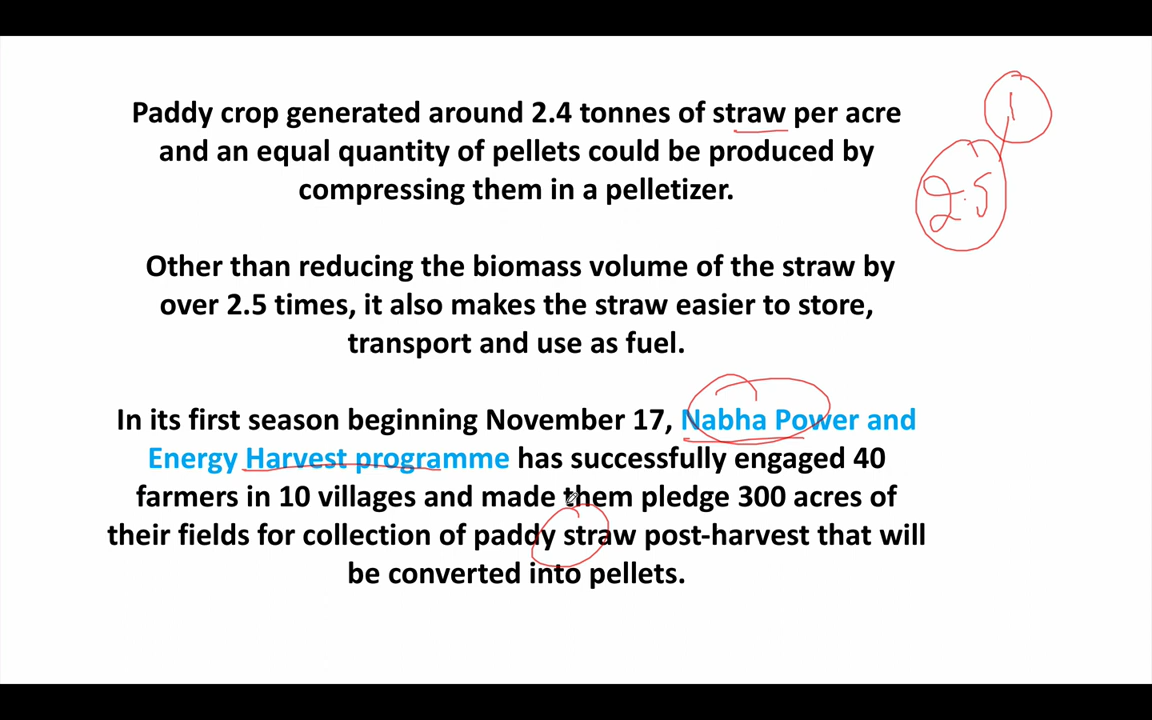 Paddy crop generated around 2.4 tonnes of straw per acre
and an equal quantity of pellets could be produced by
compressing them in a pelletizer.
1
2.5
Other than reducing the biomass volume of the straw by
over 2.5 times, it also makes the straw easier to store,
transport and use as fuel.
In its first season beginning November 17, Nabha Power and
Energy Harvest programme has successfully engaged 40
farmers in 10 villages and made them pledge 300 acres of
their fields for collection of paddy straw post-harvest that will
be converted into pellets.